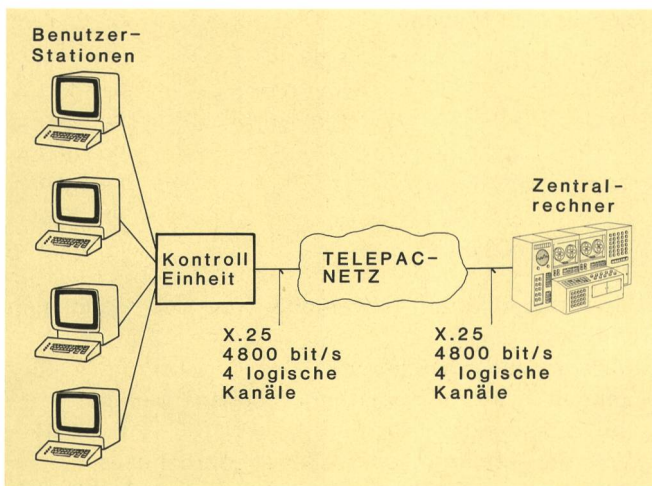 Benutzer-
Stationen
Zentral-
rechner
Kontroll
Einheit
TELEPAC-
NETZ
X.25
4800 bit/s
4 logische
Kanäle
X.25
4800 bit/s
4 logische
Kanäle